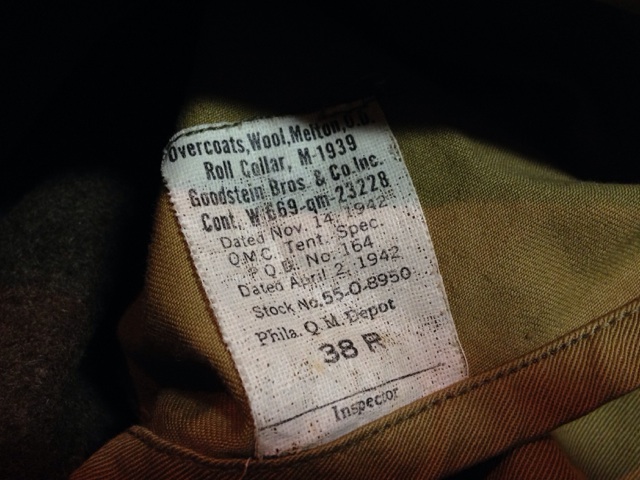 Overcoats, Wool, Melton, O.D.
Roll Collar, M-1939
Goodstein Bros. & Co. Inc.
Cont. W 669-qm-23228
Dated Nov. 14, 1942
Q.M.C. Tent. Spec.
P.Q.D. No. 164
Dated April 2, 1942
Stock No. 55-O-8950
Phila. Q.M. Depot
38 R
Inspector